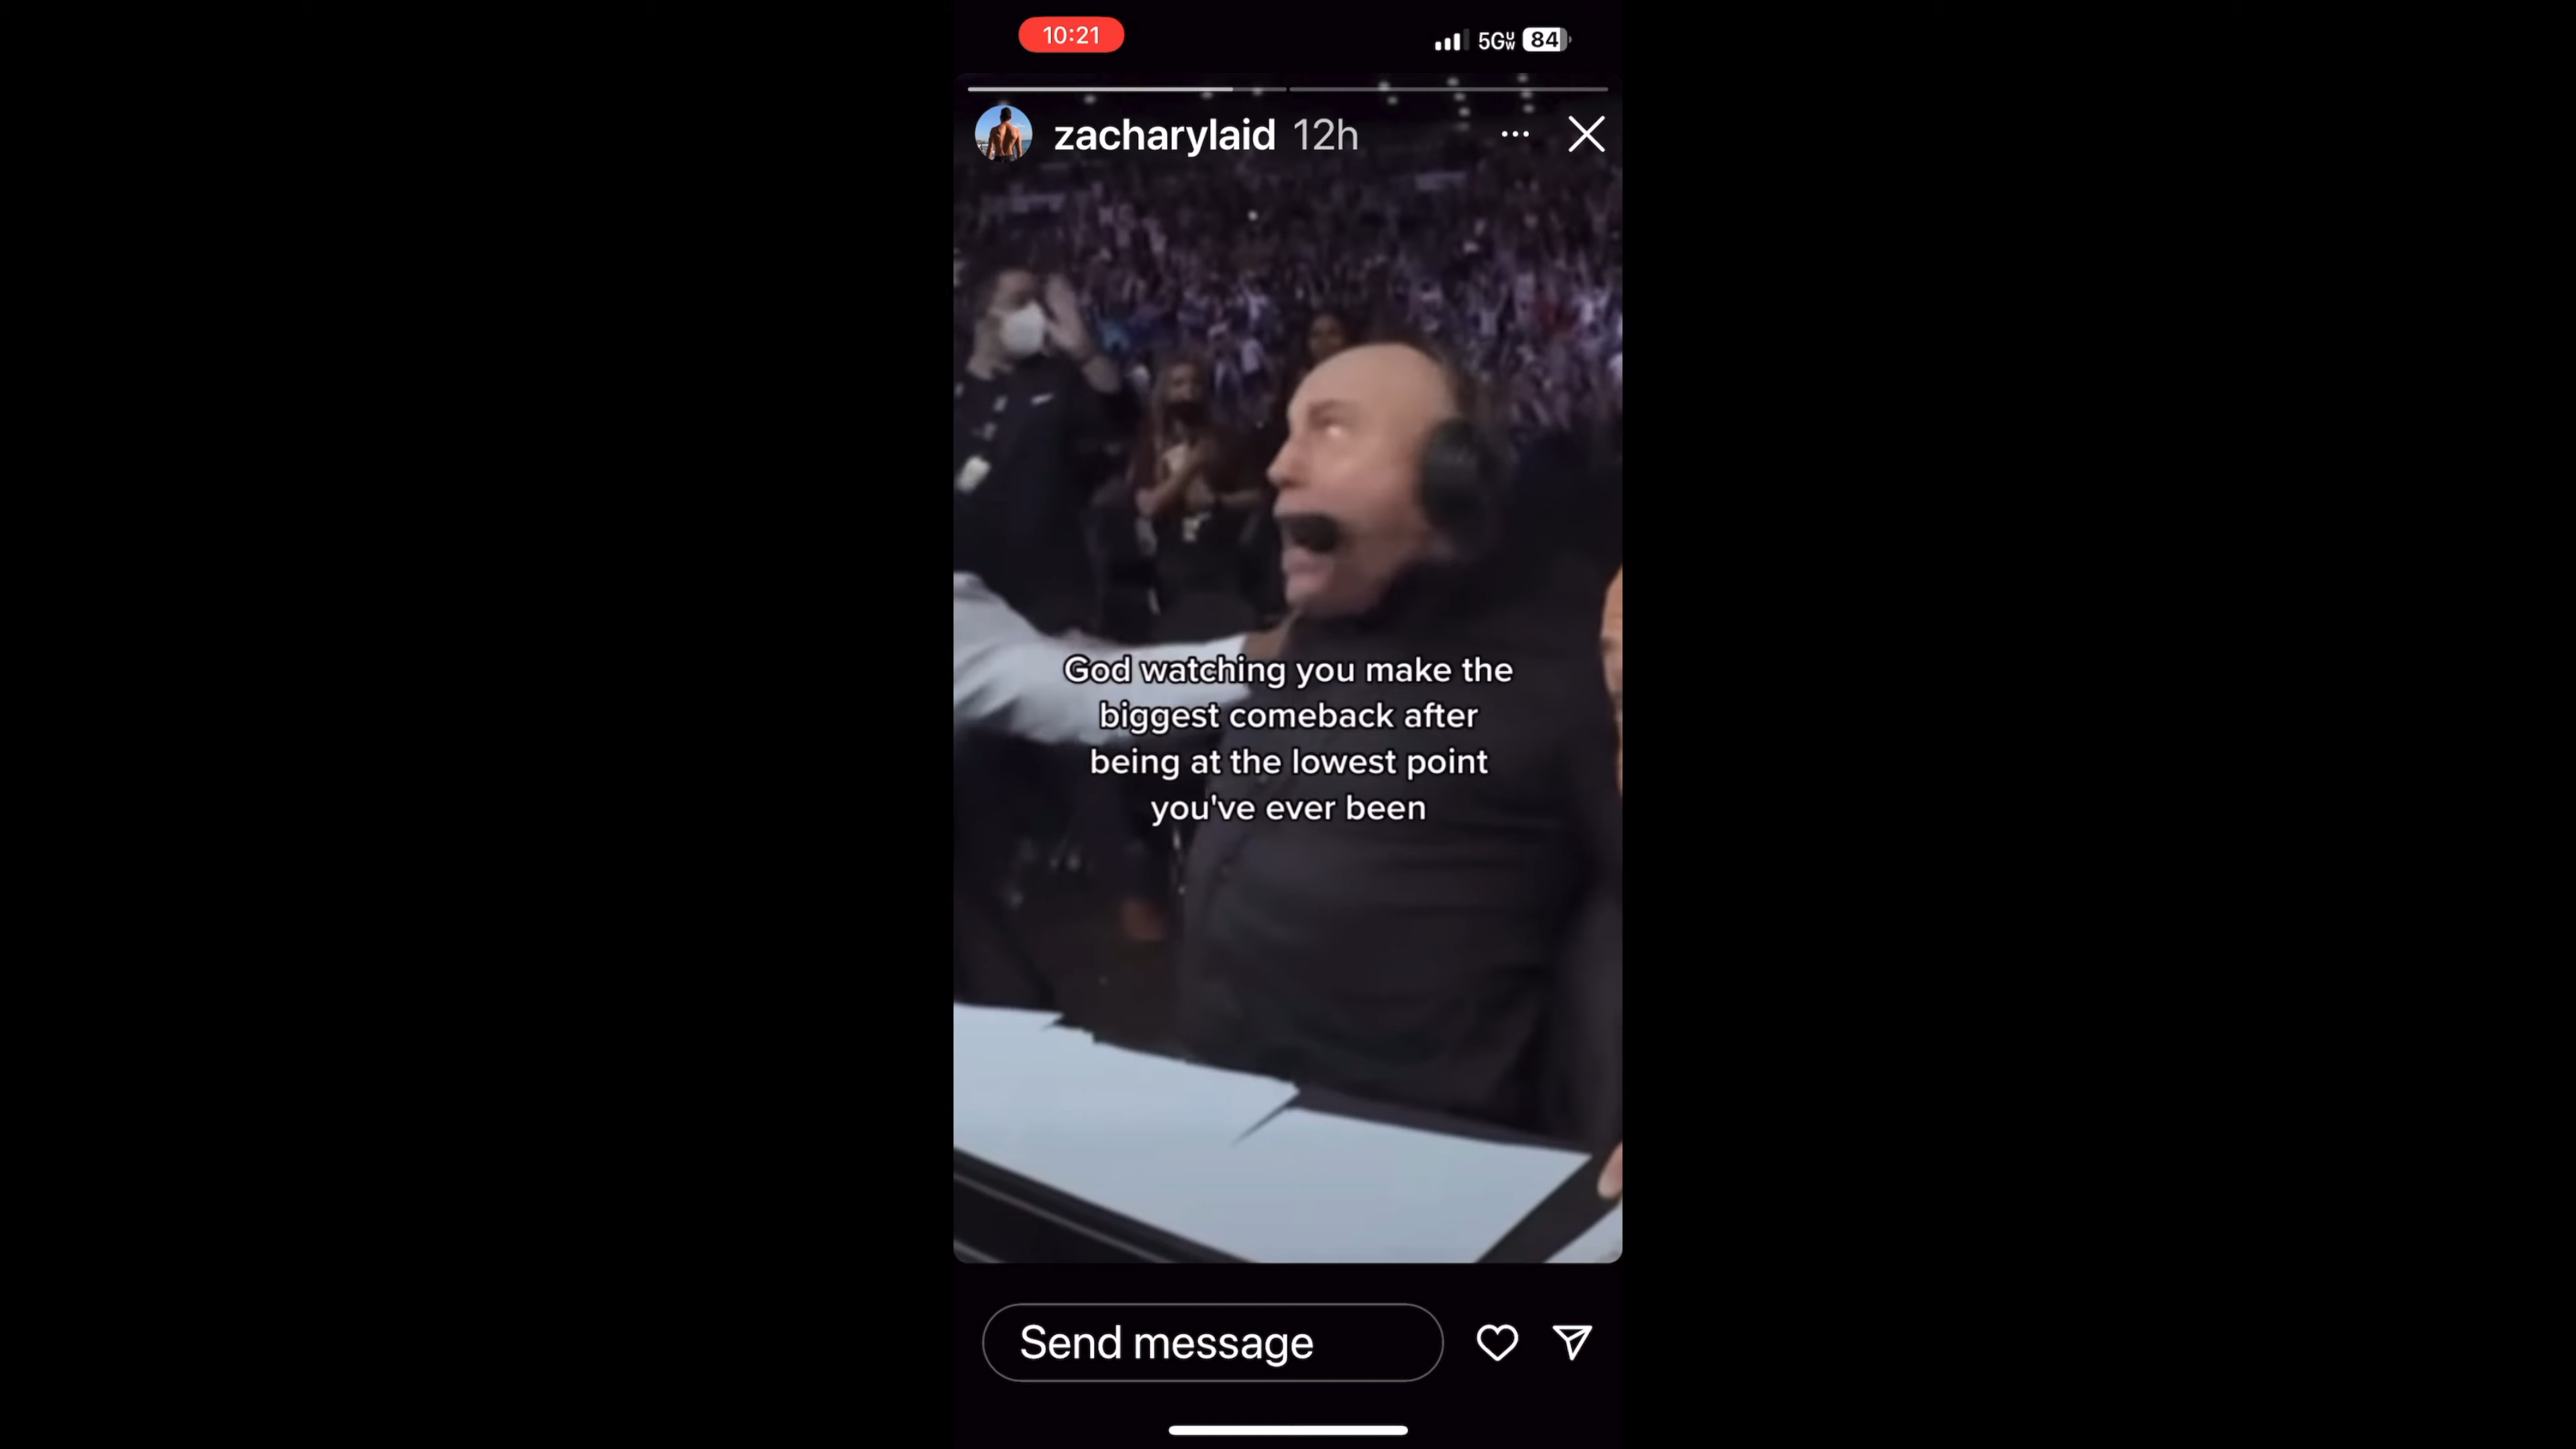 10:21
5G UW 84
zacharylaid 12h
God watching you make the
biggest comeback after
being at the lowest point
you've ever been
Send message